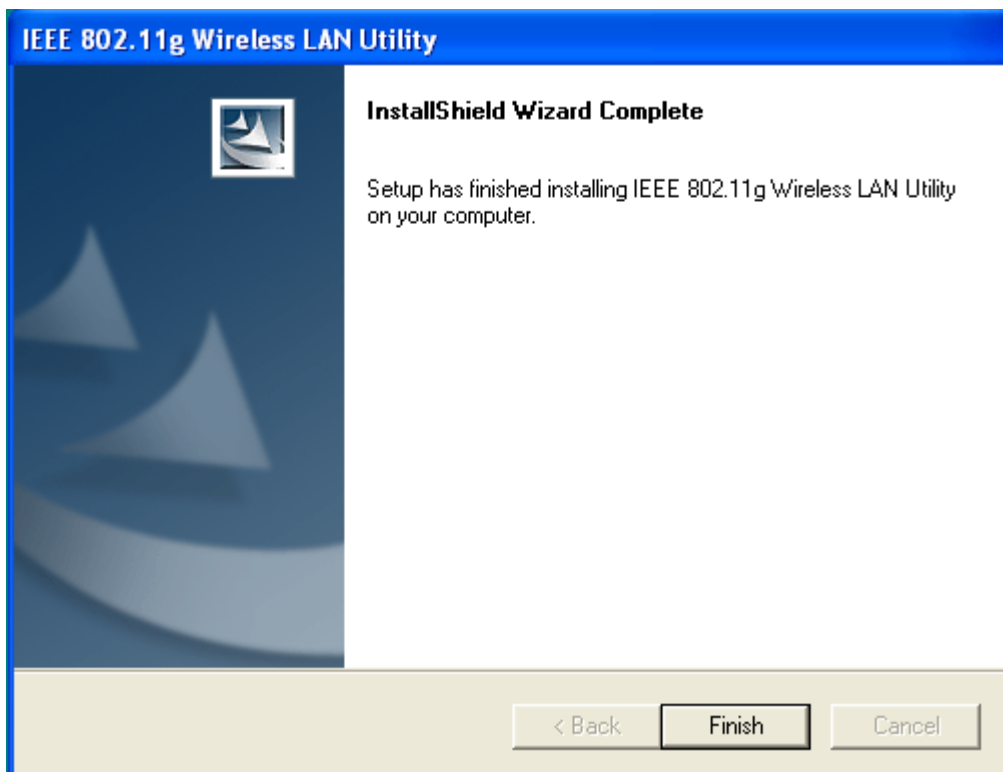 IEEE 802.11g Wireless LAN Utility
InstallShield Wizard Complete
Setup has finished installing IEEE 802.11g Wireless LAN Utility
on your computer.
< Back
Finish
Cancel